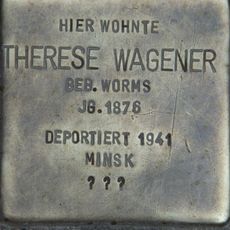 HIER WOHNTE
THERESE WAGENER
GEB. WORMS
JG. 1876
DEPORTIERT 1941
MINSK
? ? ?